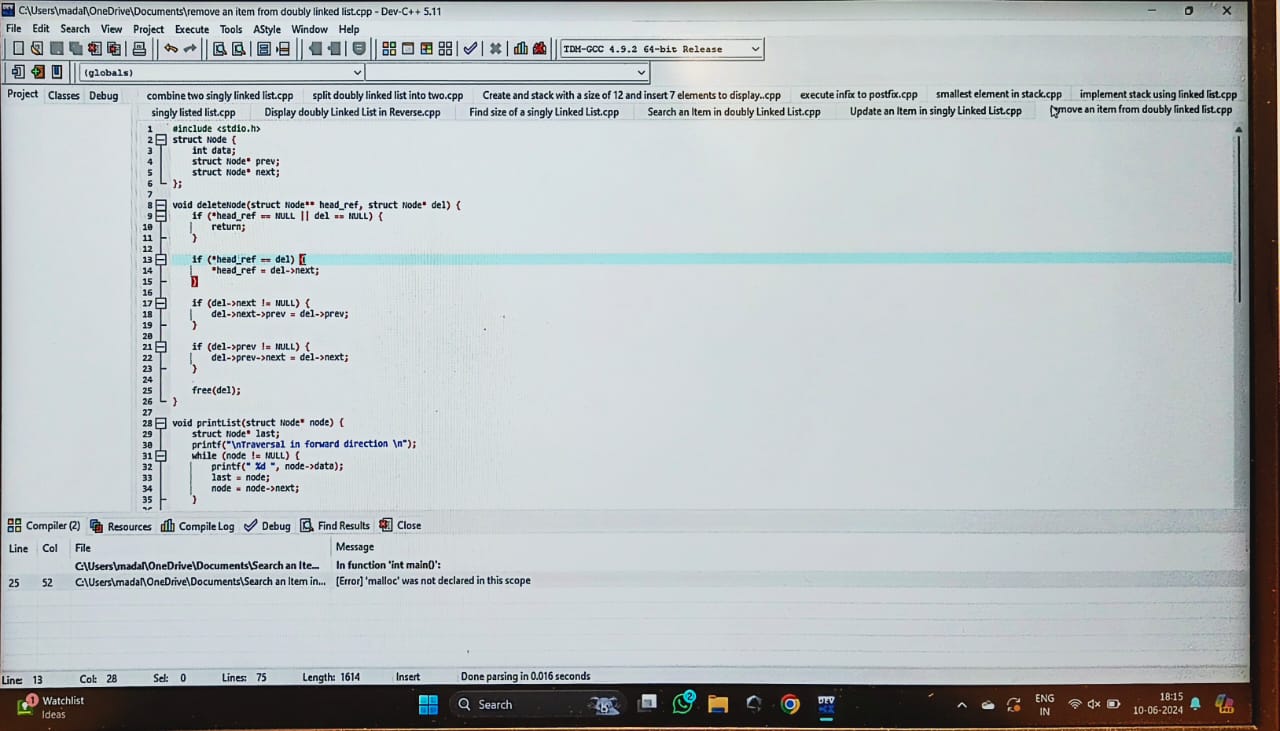 C:\Users\madal\OneDrive\Documents\remove an item from doubly linked list.cpp - Dev-C++ 5.11
File Edit Search View Project Execute Tools AStyle Window Help
TDM-GCC 4.9.2 64-bit Release
(globals)
Project Classes Debug
combine two singly linked list.cpp split doubly linked list into two.cpp Create and stack with a size of 12 and insert 7 elements to display..cpp execute infix to postfix.cpp smallest element in stack.cpp implement stack using linked list.cpp
singly listed list.cpp Display doubly Linked List in Reverse.cpp Find size of a singly Linked List.cpp Search an Item in doubly Linked List.cpp Update an Item in singly Linked List.cpp move an item from doubly linked list.cpp
1 #include <stdio.h>
2 struct Node {
3 int data;
4 struct Node* prev;
5 struct Node* next;
6 };
7
8 void deleteNode(struct Node** head_ref, struct Node* del) {
9 if (*head_ref == NULL || del == NULL) {
10 return;
11 }
12
13 if (*head_ref == del) {
14 *head_ref = del->next;
15 }
16
17 if (del->next != NULL) {
18 del->next->prev = del->prev;
19 }
20
21 if (del->prev != NULL) {
22 del->prev->next = del->next;
23 }
24
25 free(del);
26 }
27
28 void printList(struct Node* node) {
29 struct Node* last;
30 printf("\nTraversal in forward direction \n");
31 while (node != NULL) {
32 printf(" %d ", node->data);
33 last = node;
34 node = node->next;
35 }
Compiler (2) Resources Compile Log Debug Find Results Close
Line Col File Message
C:\Users\madal\OneDrive\Documents\Search an Ite... In function 'int main()':
25 52 C:\Users\madal\OneDrive\Documents\Search an Item in... [Error] 'malloc' was not declared in this scope
Line: 13 Col: 28 Sel: 0 Lines: 75 Length: 1614 Insert Done parsing in 0.016 seconds
1 Watchlist
Ideas
Search
2
DEV
ENG
IN
18:15
10-06-2024